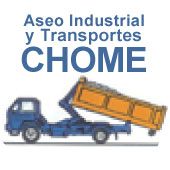 Aseo Industrial
y Transportes
CHOME